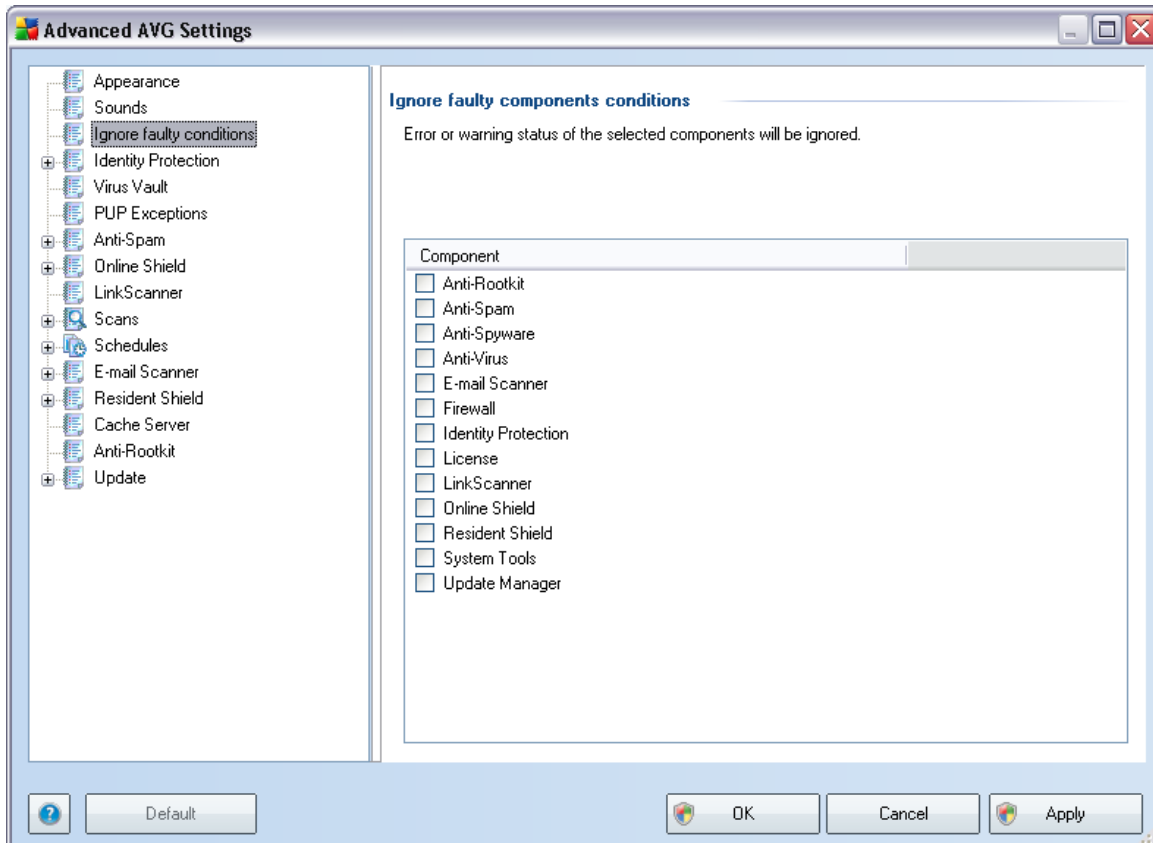 Advanced AVG Settings
Appearance
Sounds
Ignore faulty conditions
Identity Protection
Virus Vault
PUP Exceptions
Anti-Spam
Online Shield
LinkScanner
Scans
Schedules
E-mail Scanner
Resident Shield
Cache Server
Anti-Rootkit
Update
Ignore faulty components conditions
Error or warning status of the selected components will be ignored.
Component
Anti-Rootkit
Anti-Spam
Anti-Spyware
Anti-Virus
E-mail Scanner
Firewall
Identity Protection
License
LinkScanner
Online Shield
Resident Shield
System Tools
Update Manager
Default
OK
Cancel
Apply